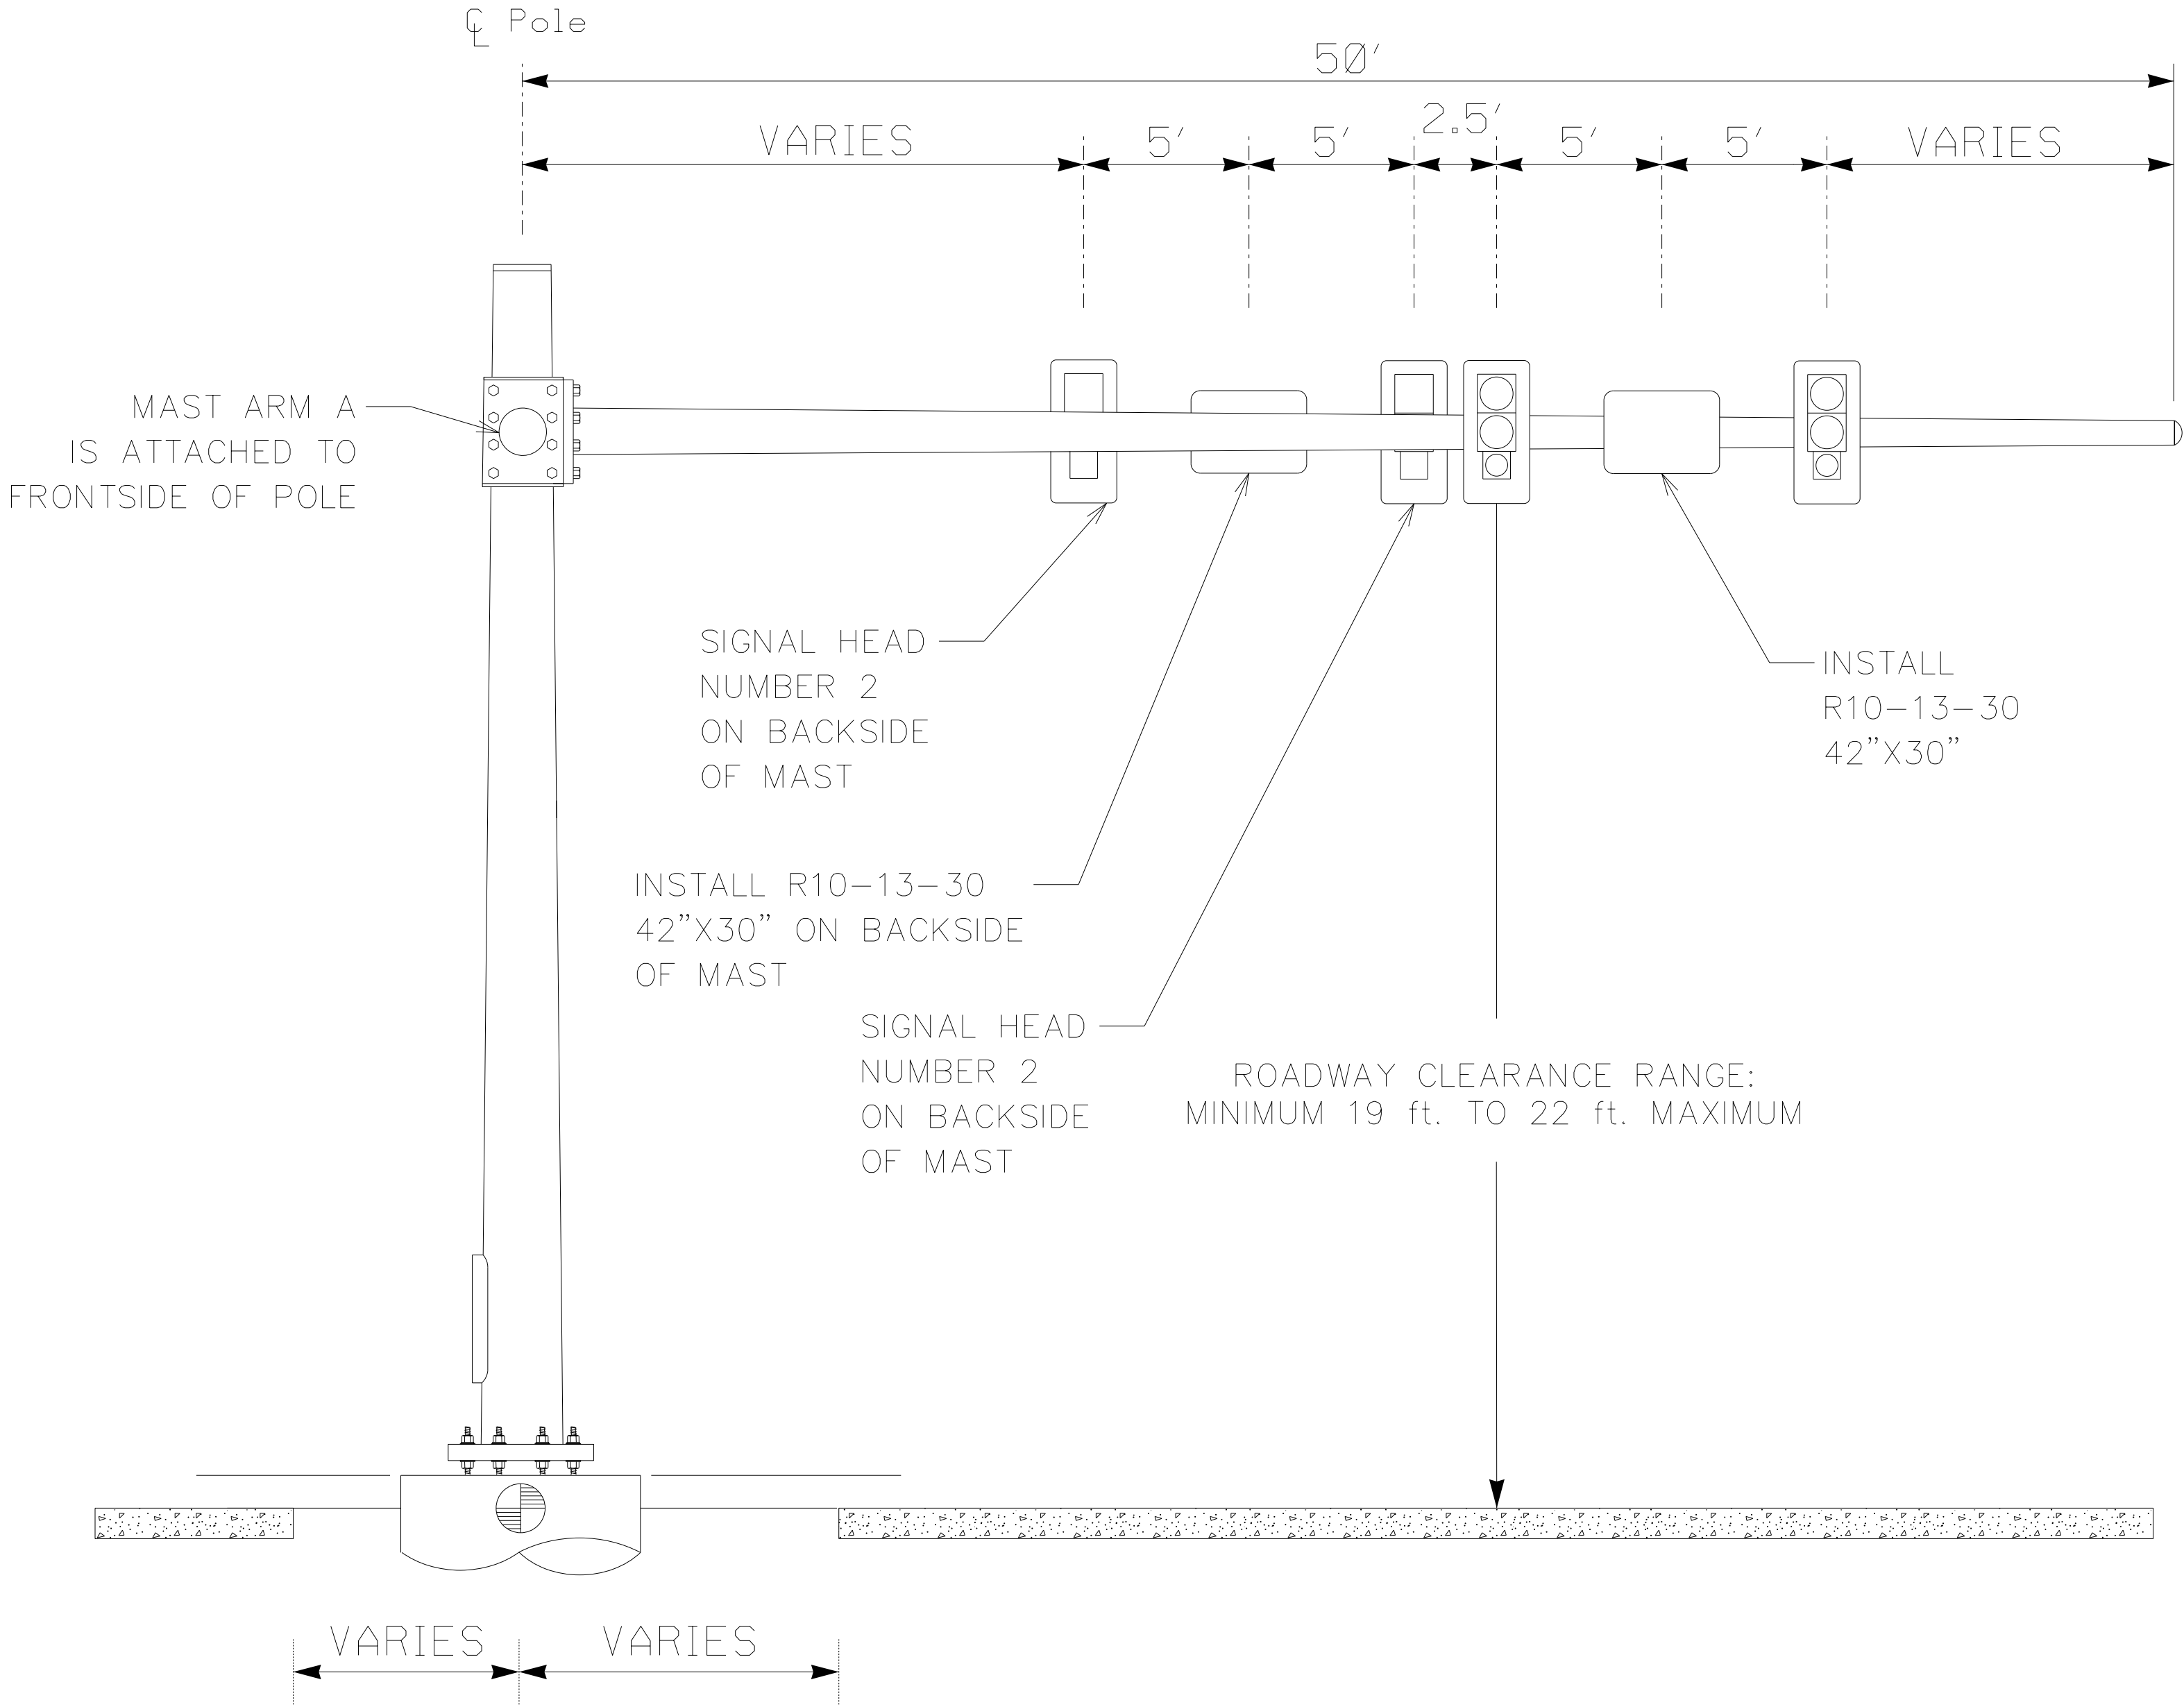 ℄ Pole
50'
2.5'
VARIES 5' 5' 5' 5' VARIES
MAST ARM A
IS ATTACHED TO
FRONTSIDE OF POLE
SIGNAL HEAD
NUMBER 2
ON BACKSIDE
OF MAST
INSTALL
R10-13-30
42"X30"
INSTALL R10-13-30
42"X30" ON BACKSIDE
OF MAST
SIGNAL HEAD
NUMBER 2
ON BACKSIDE
OF MAST
ROADWAY CLEARANCE RANGE:
MINIMUM 19 ft. TO 22 ft. MAXIMUM
VARIES VARIES